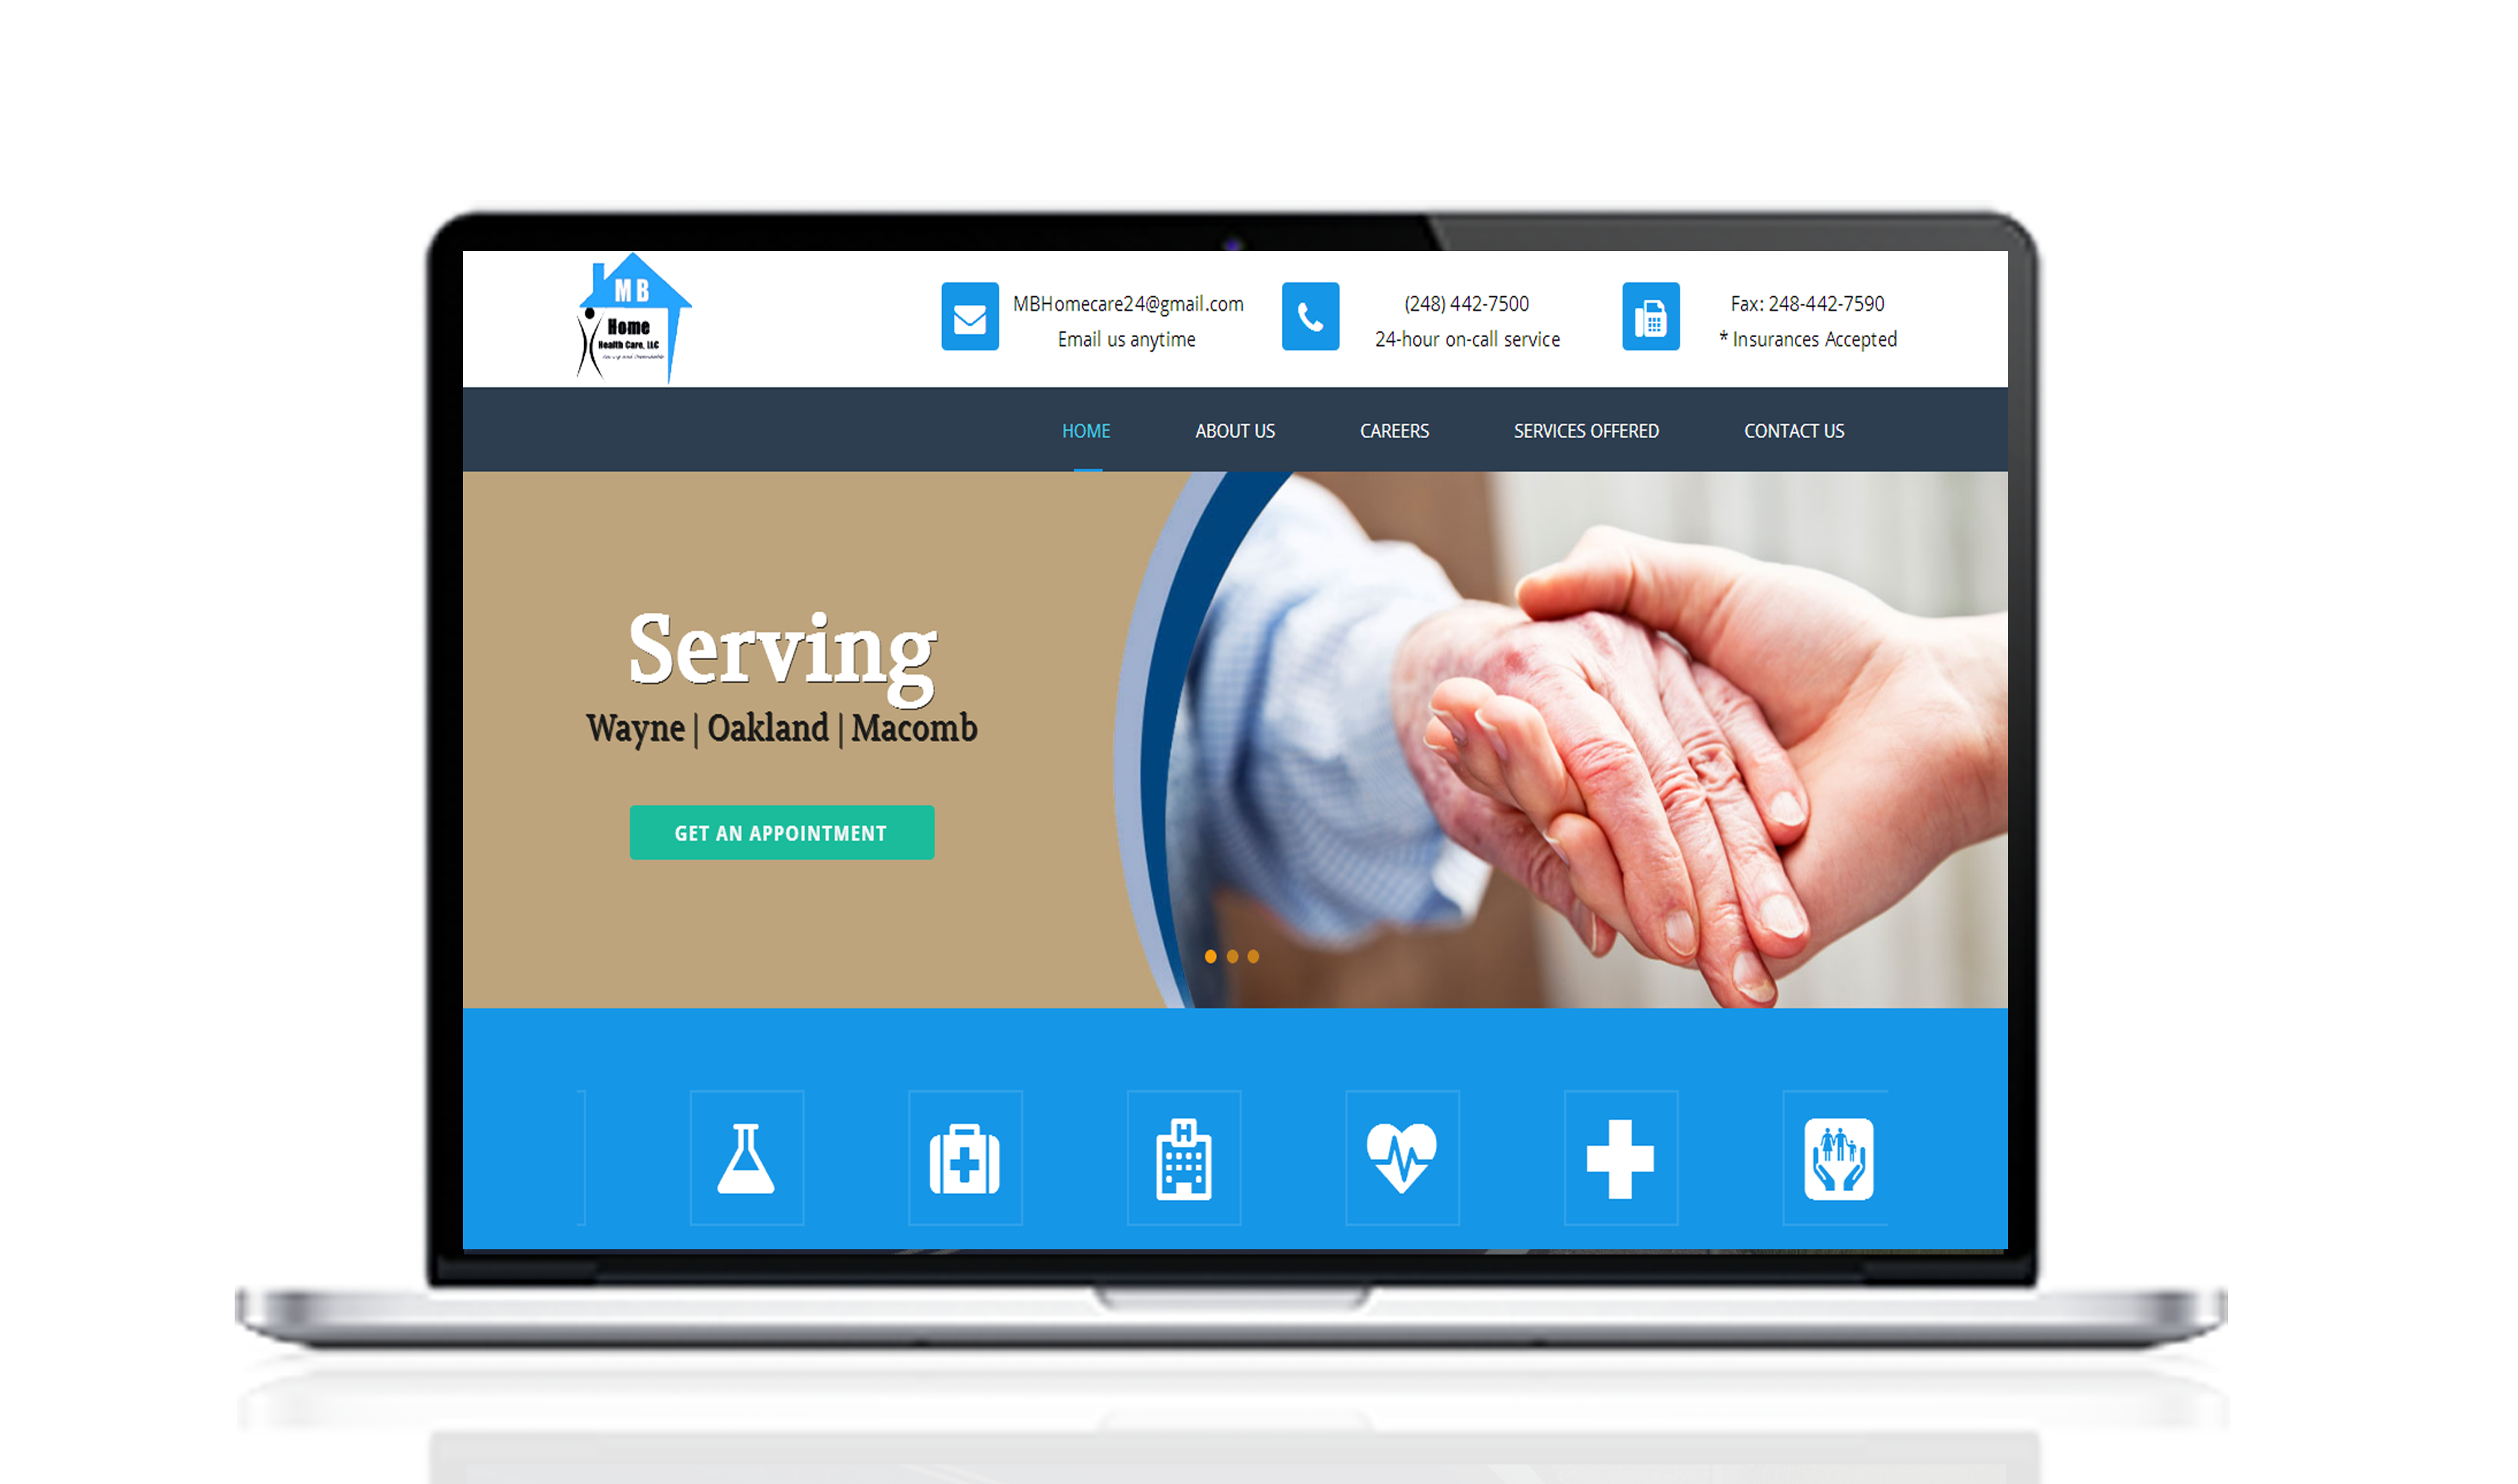 MB
Home
Health Care, LLC
MBHomecare24@gmail.com
Email us anytime
(248) 442-7500
24-hour on-call service
Fax: 248-442-7590
* Insurances Accepted
HOME ABOUT US CAREERS SERVICES OFFERED CONTACT US
Serving
Wayne | Oakland | Macomb
GET AN APPOINTMENT
H